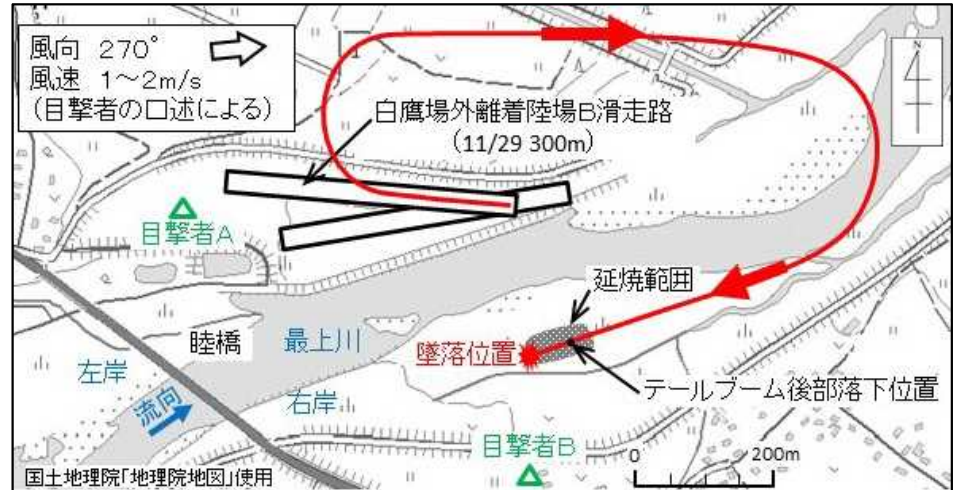 風向 270°
風速 1～2m/s
(目撃者の口述による)
N
白鷹場外離着陸場B滑走路
(11/29 300m)
目撃者A
延焼範囲
睦橋
最上川
墜落位置
左岸
テールブーム後部落下位置
流向
右岸
目撃者B
0
200m
国土地理院「地理院地図」使用